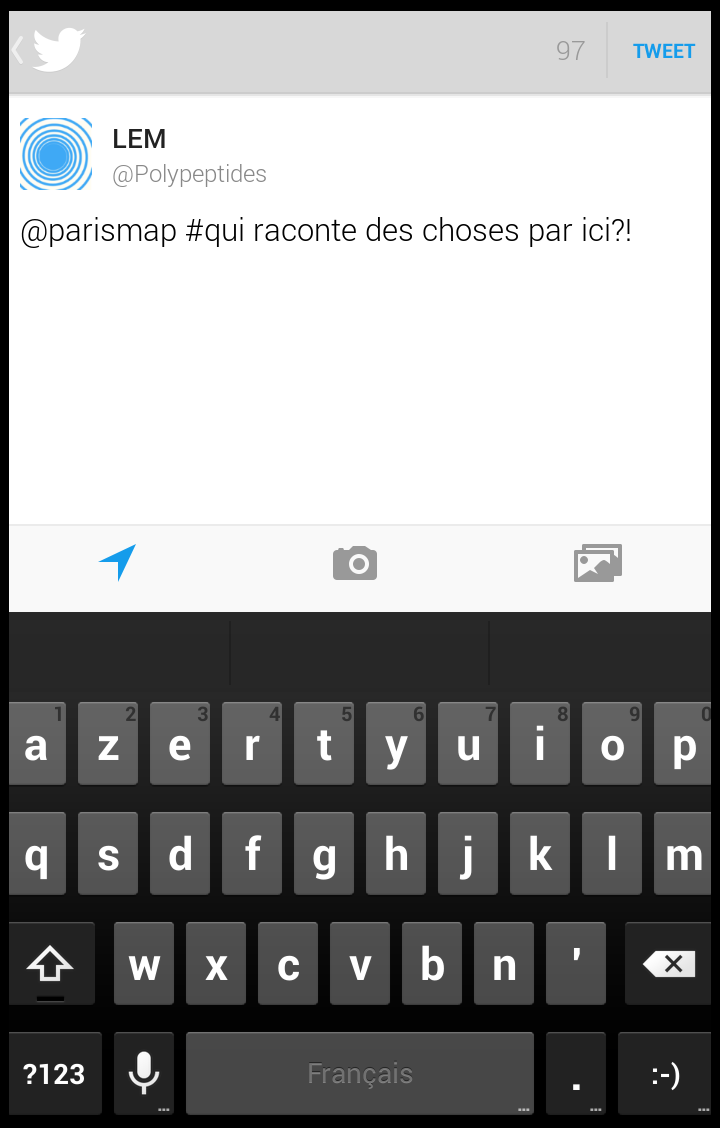 97 TWEET
LEM
@Polypeptides
@parismap #qui raconte des choses par ici?!
1 2 3 4 5 6 7 8 9 0
a z e r t y u i o p
q s d f g h j k l m
w x c v b n '
?123 Français . :-)